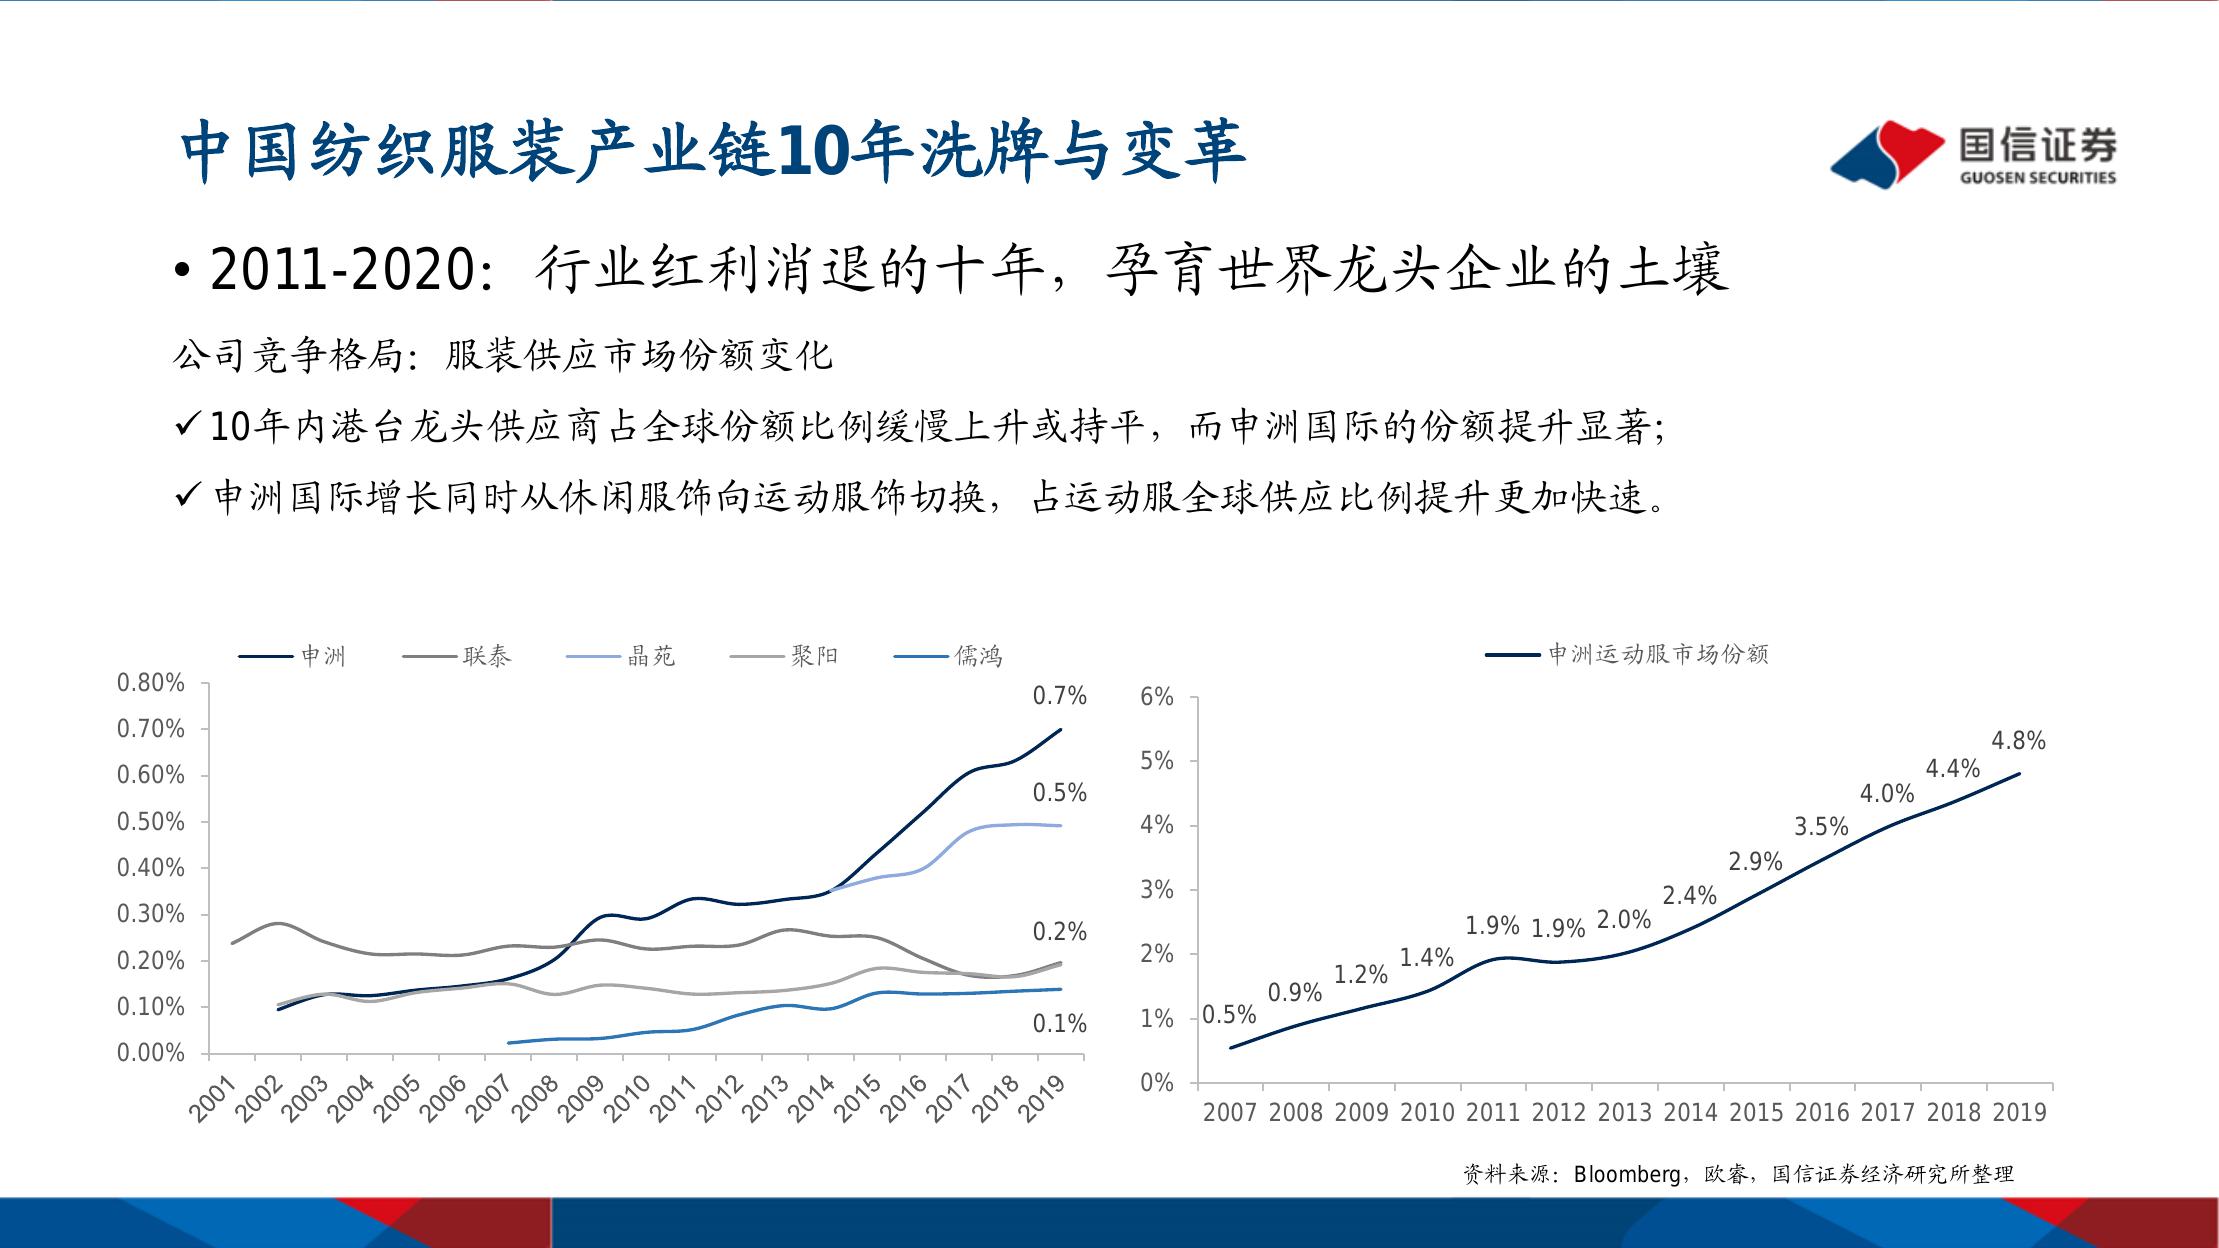 中国纺织服装产业链10年洗牌与变革
国信证券
GUOSEN SECURITIES
• 2011-2020：行业红利消退的十年，孕育世界龙头企业的土壤
公司竞争格局：服装供应市场份额变化
✓10年内港台龙头供应商占全球份额比例缓慢上升或持平，而申洲国际的份额提升显著；
✓申洲国际增长同时从休闲服饰向运动服饰切换，占运动服全球供应比例提升更加快速。
申洲 联泰 晶苑 聚阳 儒鸿
0.80%
0.70%
0.60%
0.50%
0.40%
0.30%
0.20%
0.10%
0.00%
0.7%
0.5%
0.2%
0.1%
2001 2002 2003 2004 2005 2006 2007 2008 2009 2010 2011 2012 2013 2014 2015 2016 2017 2018 2019
申洲运动服市场份额
6%
5%
4%
3%
2%
1%
0%
0.5% 0.9% 1.2% 1.4% 1.9% 1.9% 2.0% 2.4% 2.9% 3.5% 4.0% 4.4% 4.8%
2007 2008 2009 2010 2011 2012 2013 2014 2015 2016 2017 2018 2019
资料来源：Bloomberg，欧睿，国信证券经济研究所整理